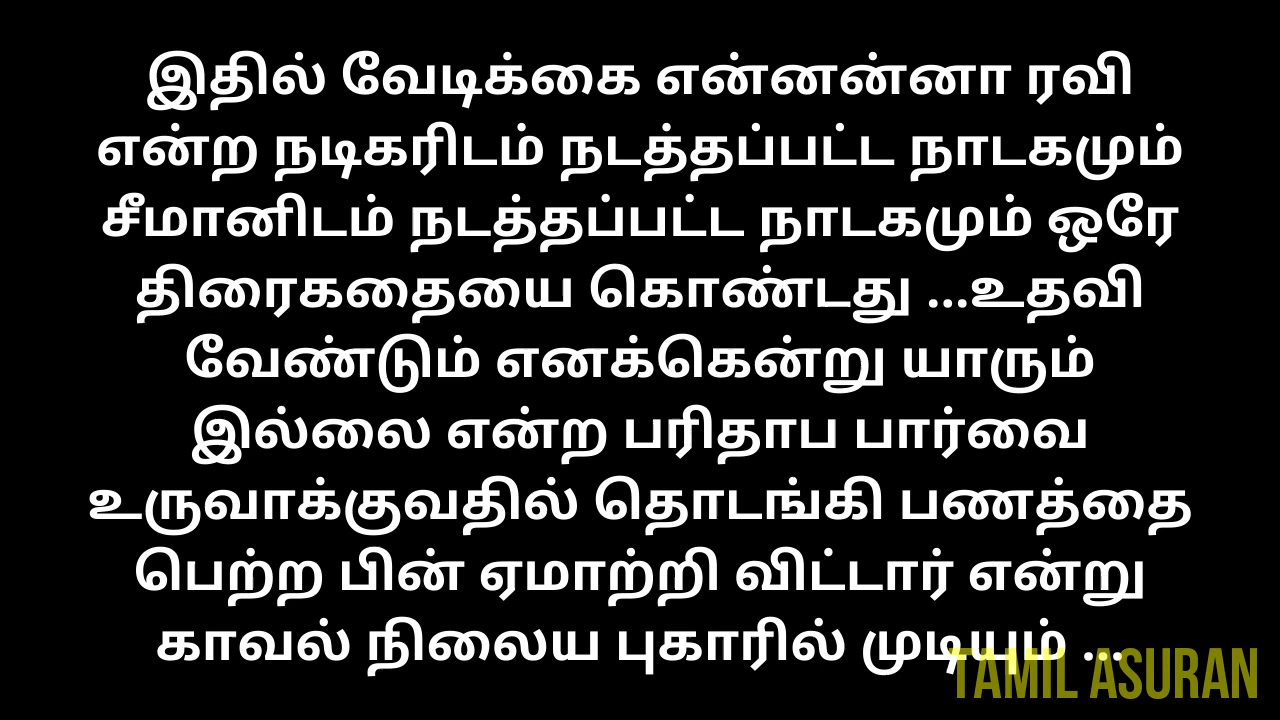 இதில் வேடிக்கை என்னன்னா ரவி
என்ற நடிகரிடம் நடத்தப்பட்ட நாடகமும்
சீமானிடம் நடத்தப்பட்ட நாடகமும் ஒரே
திரைகதையை கொண்டது ...உதவி
வேண்டும் எனக்கென்று யாரும்
இல்லை என்ற பரிதாப பார்வை
உருவாக்குவதில் தொடங்கி பணத்தை
பெற்ற பின் ஏமாற்றி விட்டார் என்று
காவல் நிலைய புகாரில் முடியும் ...
TAMIL ASURAN